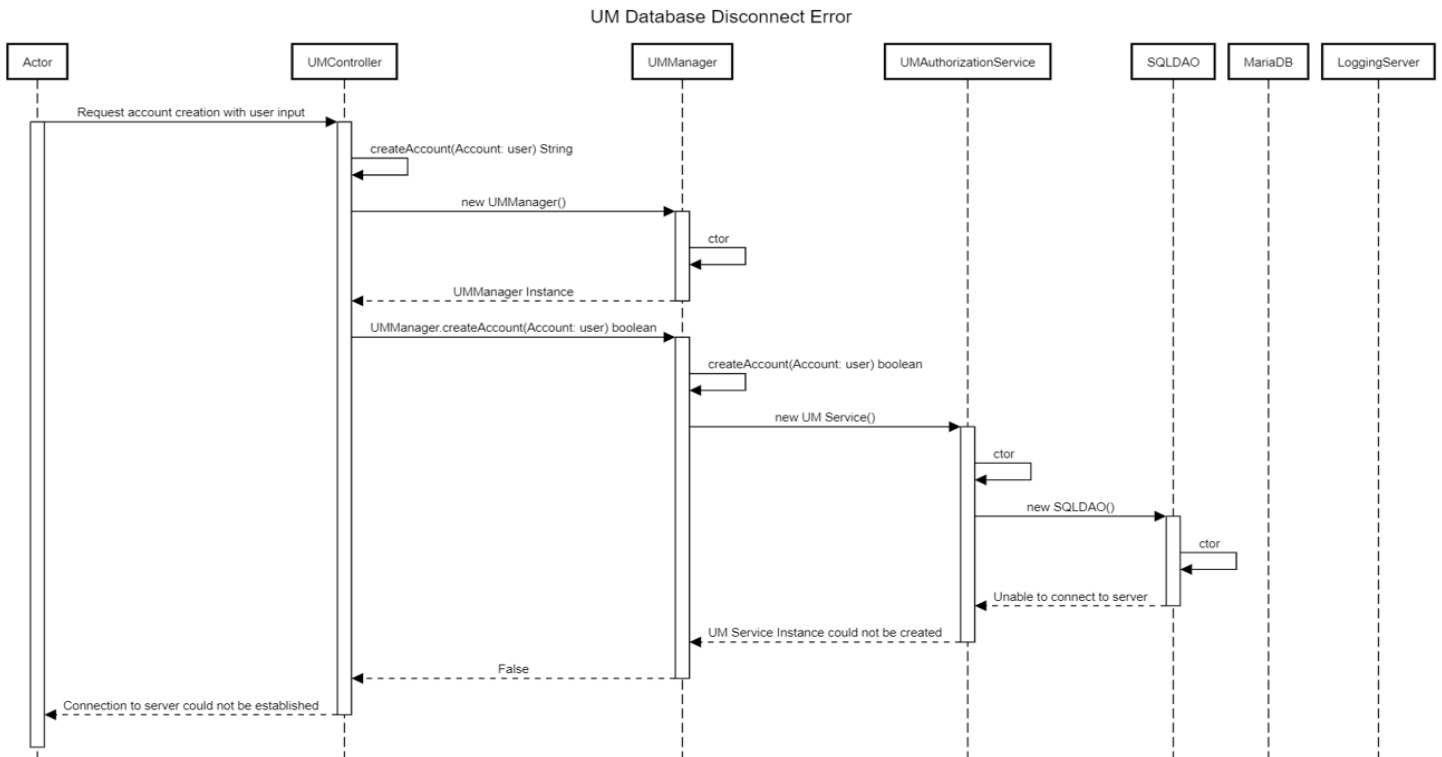 UM Database Disconnect Error
Actor
UMController
UMManager
UMAuthorizationService
SQLDAO
MariaDB
LoggingServer
Request account creation with user input
createAccount(Account: user) String
new UMManager()
ctor
UMManager Instance
UMManager.createAccount(Account: user) boolean
createAccount(Account: user) boolean
new UM Service()
ctor
new SQLDAO()
ctor
Unable to connect to server
UM Service Instance could not be created
False
Connection to server could not be established